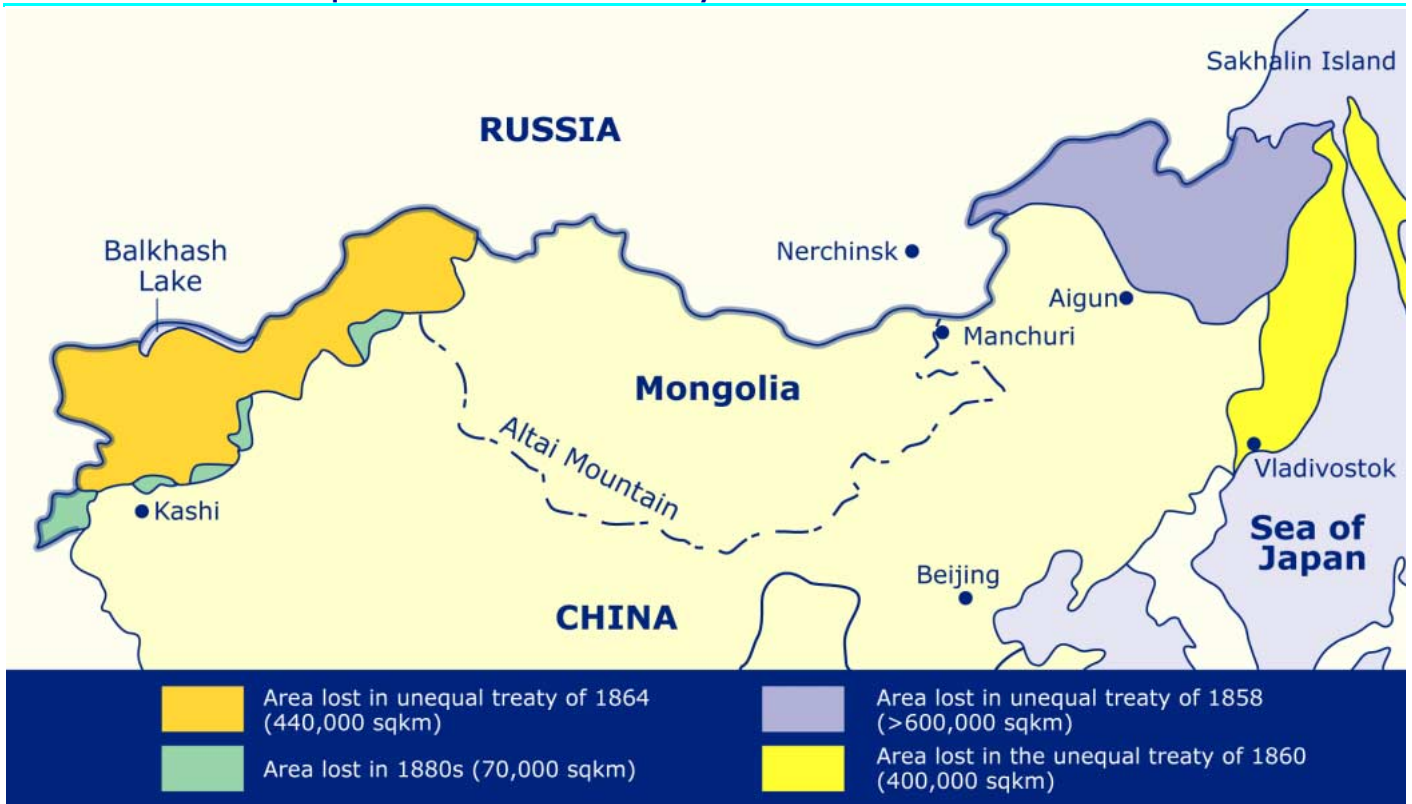 Sakhalin Island
RUSSIA
Balkhash
Lake
Nerchinsk
Aigun
Manchuri
Mongolia
Altai Mountain
Kashi
Vladivostok
Sea of
Japan
Beijing
CHINA
Area lost in unequal treaty of 1864
(440,000 sqkm)
Area lost in 1880s (70,000 sqkm)
Area lost in unequal treaty of 1858
(>600,000 sqkm)
Area lost in the unequal treaty of 1860
(400,000 sqkm)